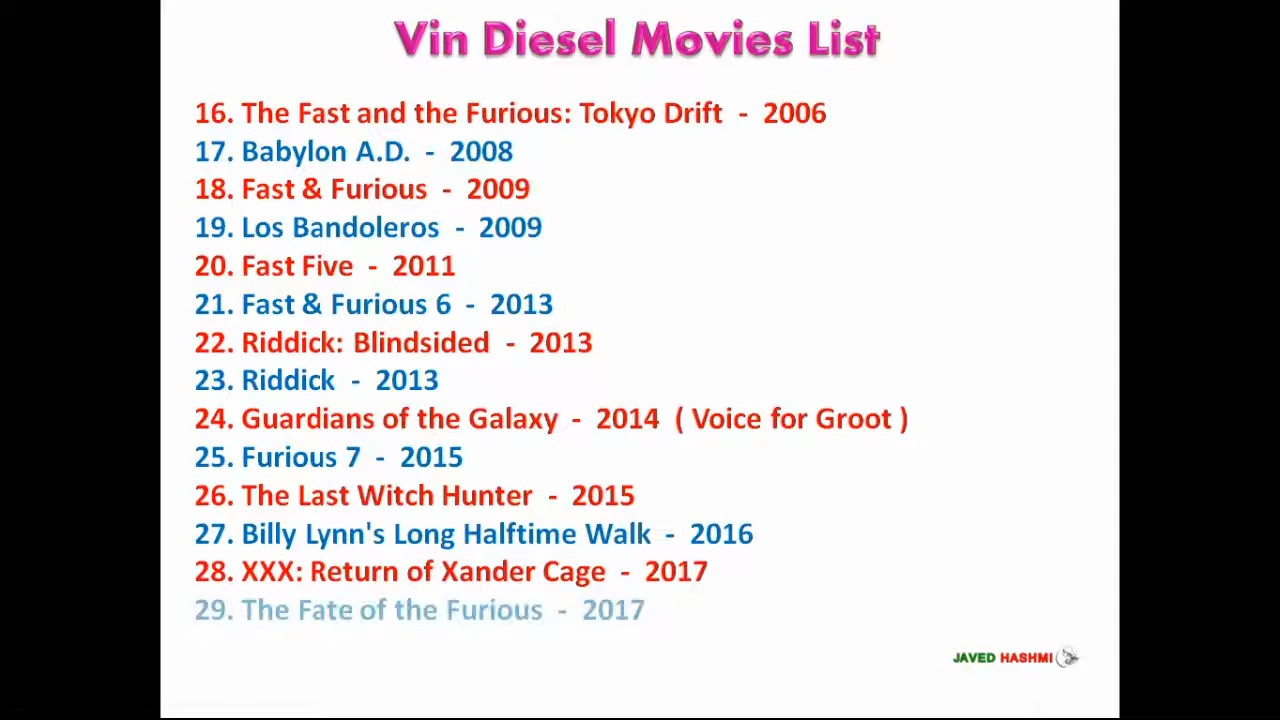 Vin Diesel Movies List
16. The Fast and the Furious: Tokyo Drift - 2006
17. Babylon A.D. - 2008
18. Fast & Furious - 2009
19. Los Bandoleros - 2009
20. Fast Five - 2011
21. Fast & Furious 6 - 2013
22. Riddick: Blindsided - 2013
23. Riddick - 2013
24. Guardians of the Galaxy - 2014 ( Voice for Groot )
25. Furious 7 - 2015
26. The Last Witch Hunter - 2015
27. Billy Lynn's Long Halftime Walk - 2016
28. XXX: Return of Xander Cage - 2017
29. The Fate of the Furious - 2017
JAVED HASHMI